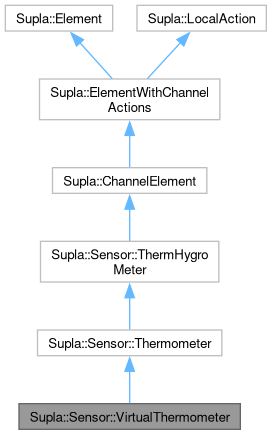 Supla::Element
Supla::LocalAction
Supla::ElementWithChannel
Actions
Supla::ChannelElement
Supla::Sensor::ThermHygro
Meter
Supla::Sensor::Thermometer
Supla::Sensor::VirtualThermometer